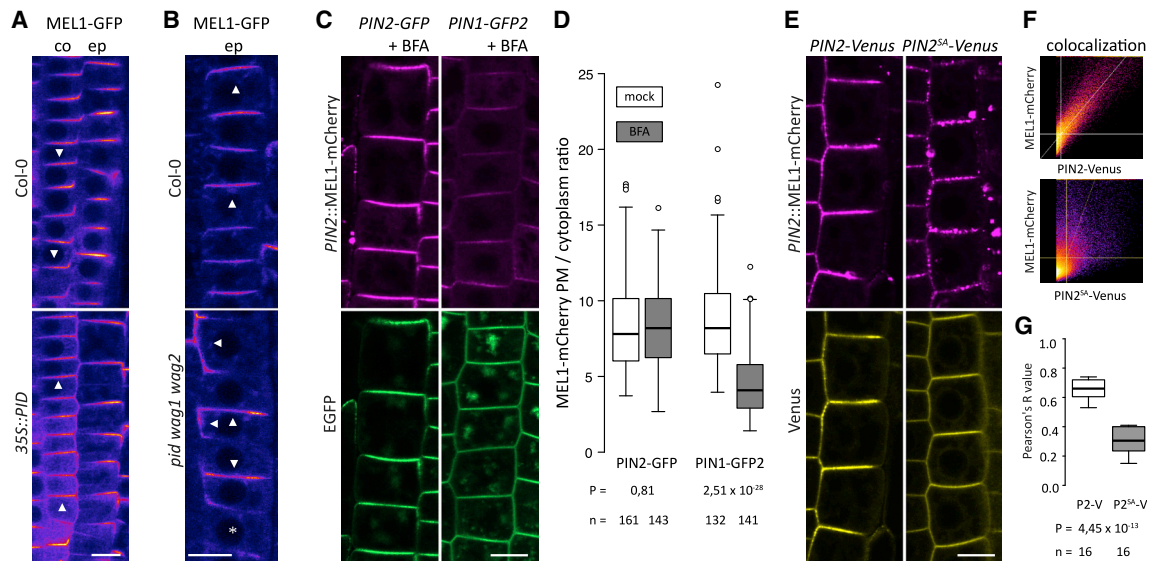 A
MEL1-GFP
co ep
Col-0
35S::PID
B
MEL1-GFP
ep
Col-0
pid wag1 wag2
*
C
PIN2-GFP PIN1-GFP2
+ BFA + BFA
PIN2::MEL1-mCherry
EGFP
D
MEL1-mCherry PM / cytoplasm ratio
25
20
15
10
5
0
mock
BFA
PIN2-GFP PIN1-GFP2
P = 0,81 2,51 x 10⁻²⁸
n = 161 143 132 141
E
PIN2-Venus PIN2ˢᴬ-Venus
PIN2::MEL1-mCherry
Venus
F
colocalization
MEL1-mCherry
PIN2-Venus
MEL1-mCherry
PIN2ˢᴬ-Venus
G
Pearson's R value
1.0
0.8
0.6
0.4
0.2
0.0
P2-V P2ˢᴬ-V
P = 4,45 x 10⁻¹³
n = 16 16